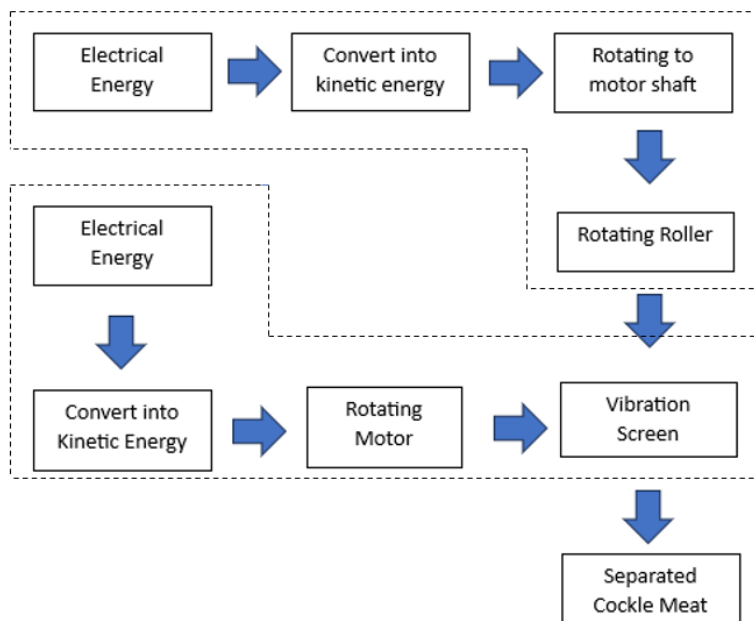 Electrical
Energy
Convert into
kinetic energy
Rotating to
motor shaft
Electrical
Energy
Rotating Roller
Convert into
Kinetic Energy
Rotating
Motor
Vibration
Screen
Separated
Cockle Meat